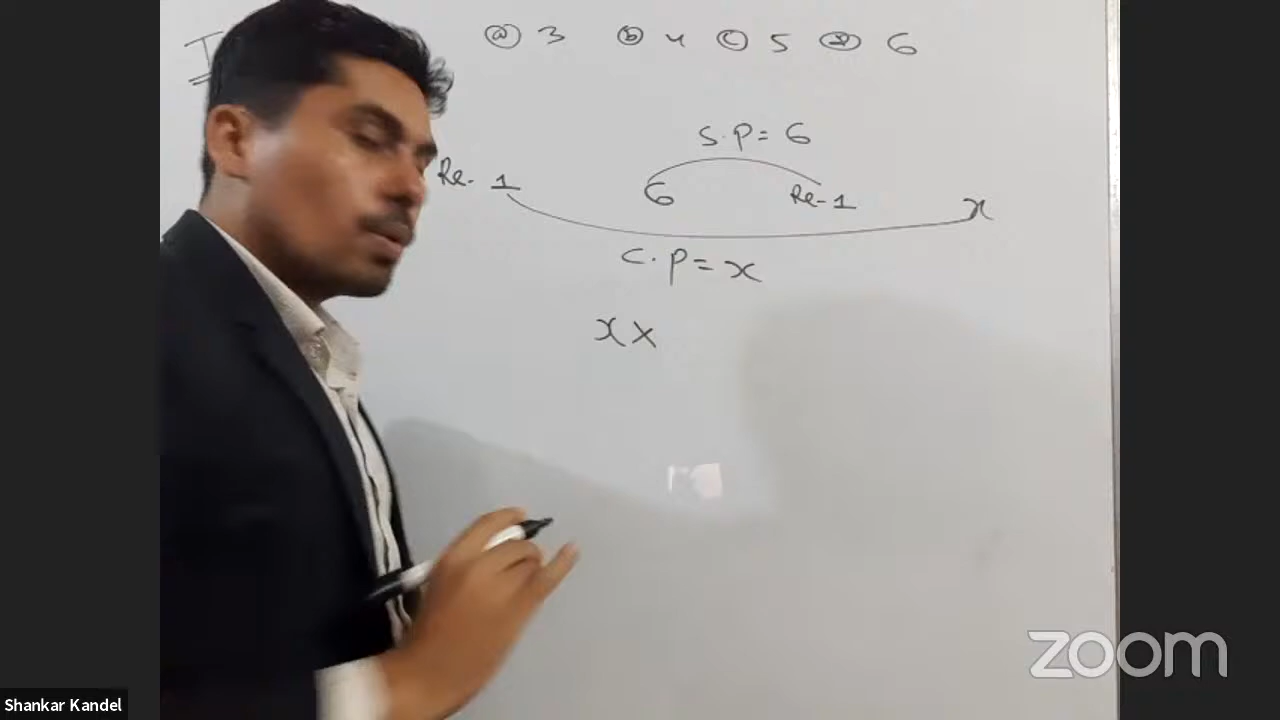 I
ⓐ 3 ⓑ 4 ⓒ 5 ⓓ 6
S.P = 6
Re. 1 6 Re-1 x
C.P = x
x ×
zoom
Shankar Kandel